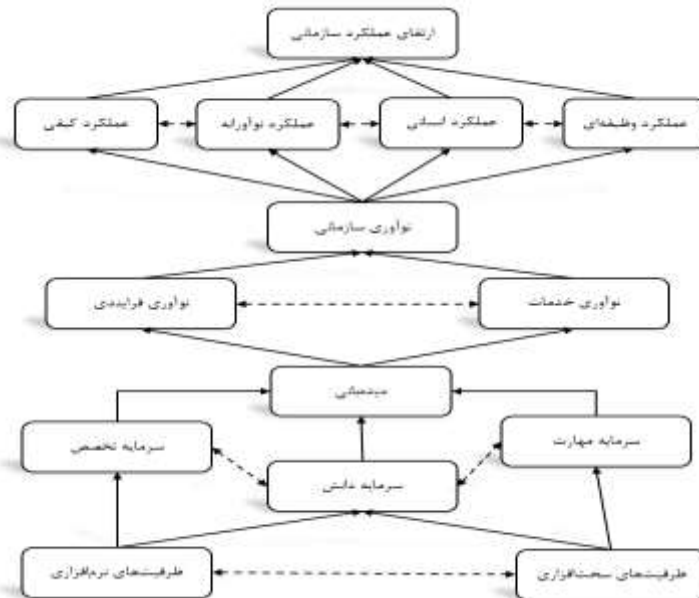 ارتقای عملکرد سازمانی
عملکرد وظیفه‌ای
عملکرد انسانی
عملکرد نوآورانه
عملکرد کیفی
نوآوری سازمانی
نوآوری خدمات
نوآوری فرایندی
سرمایه مهارت
سرمایه تخصص
سرمایه دانش
ظرفیت‌های سخت‌افزاری
ظرفیت‌های نرم‌افزاری